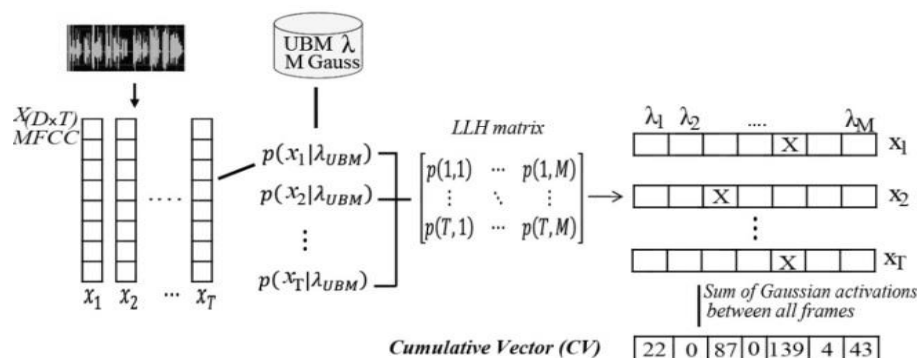 UBM λ
M Gauss
X(D×T)
MFCC
x1 x2 ... xT
p(x1|λUBM)
p(x2|λUBM)
⋮
p(xT|λUBM)
LLH matrix
p(1,1) ⋯ p(1,M)
⋮ ⋱ ⋮
p(T,1) ⋯ p(T,M)
λ1 λ2 .... λM
X x1
X x2
⋮
X xT
Sum of Gaussian activations
between all frames
Cumulative Vector (CV) 22 0 87 0 139 4 43